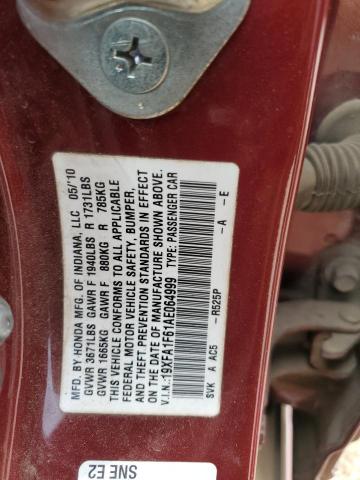 MFD. BY HONDA MFG. OF INDIANA, LLC 05/'10
GVWR 3671LBS GAWR F 1940LBS R 1731LBS
GVWR 1665KG GAWR F 880KG R 785KG
THIS VEHICLE CONFORMS TO ALL APPLICABLE
FEDERAL MOTOR VEHICLE SAFETY, BUMPER,
AND THEFT PREVENTION STANDARDS IN EFFECT
ON THE DATE OF MANUFACTURE SHOWN ABOVE.
V.I.N.:19XFA1F61AE064999 TYPE: PASSENGER CAR
SVK A AC5 -R525P -A -E
SNE E2